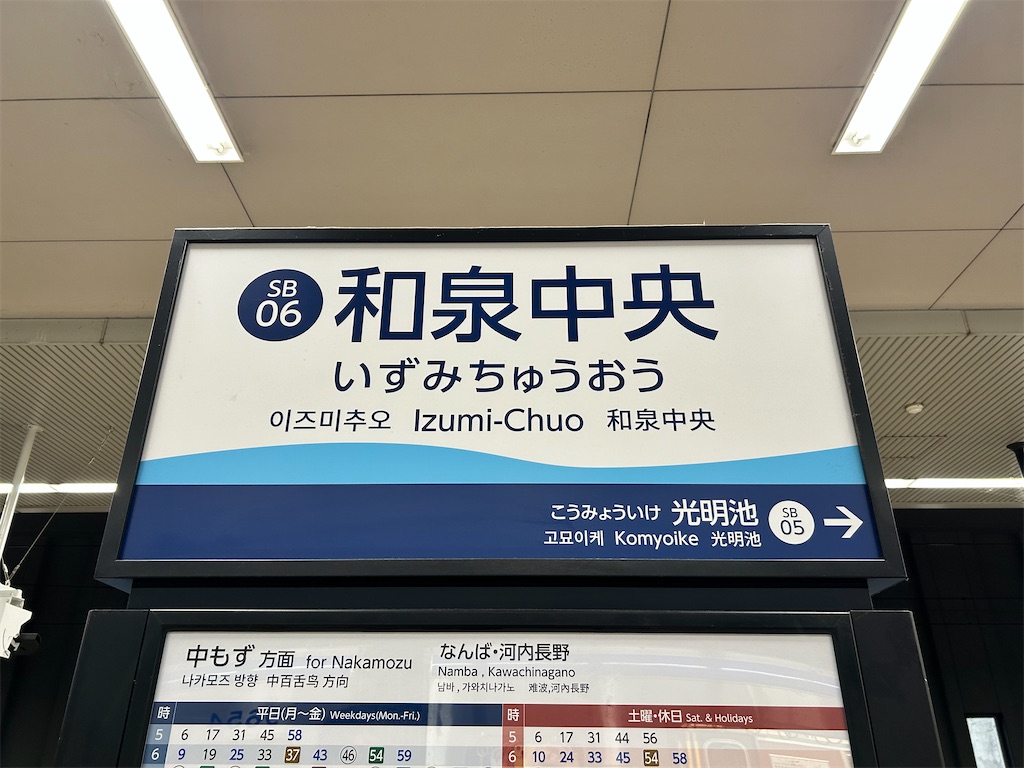 SB
06
和泉中央
いずみちゅうおう
이즈미추오 Izumi-Chuo 和泉中央
こうみょういけ 光明池
고묘이케 Komyoike 光明池
SB
05
中もず 方面 for Nakamozu
나카모즈 방향 中百舌鸟 方向
なんば・河内長野
Namba , Kawachinagano
남바 , 가와치나가노 难波,河內長野
時 平日(月〜金) Weekdays(Mon.-Fri.)
5 6 17 31 45 58
6 9 19 25 33 37 43 46 54 59
時 土曜・休日 Sat. & Holidays
5 6 17 31 44 56
6 10 24 33 45 54 58